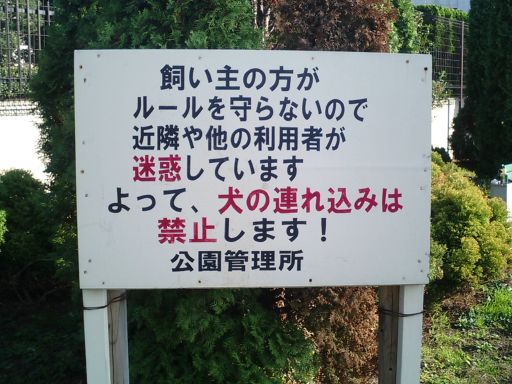 飼い主の方が
ルールを守らないので
近隣や他の利用者が
迷惑しています
よって、犬の連れ込みは
禁止します！
公園管理所